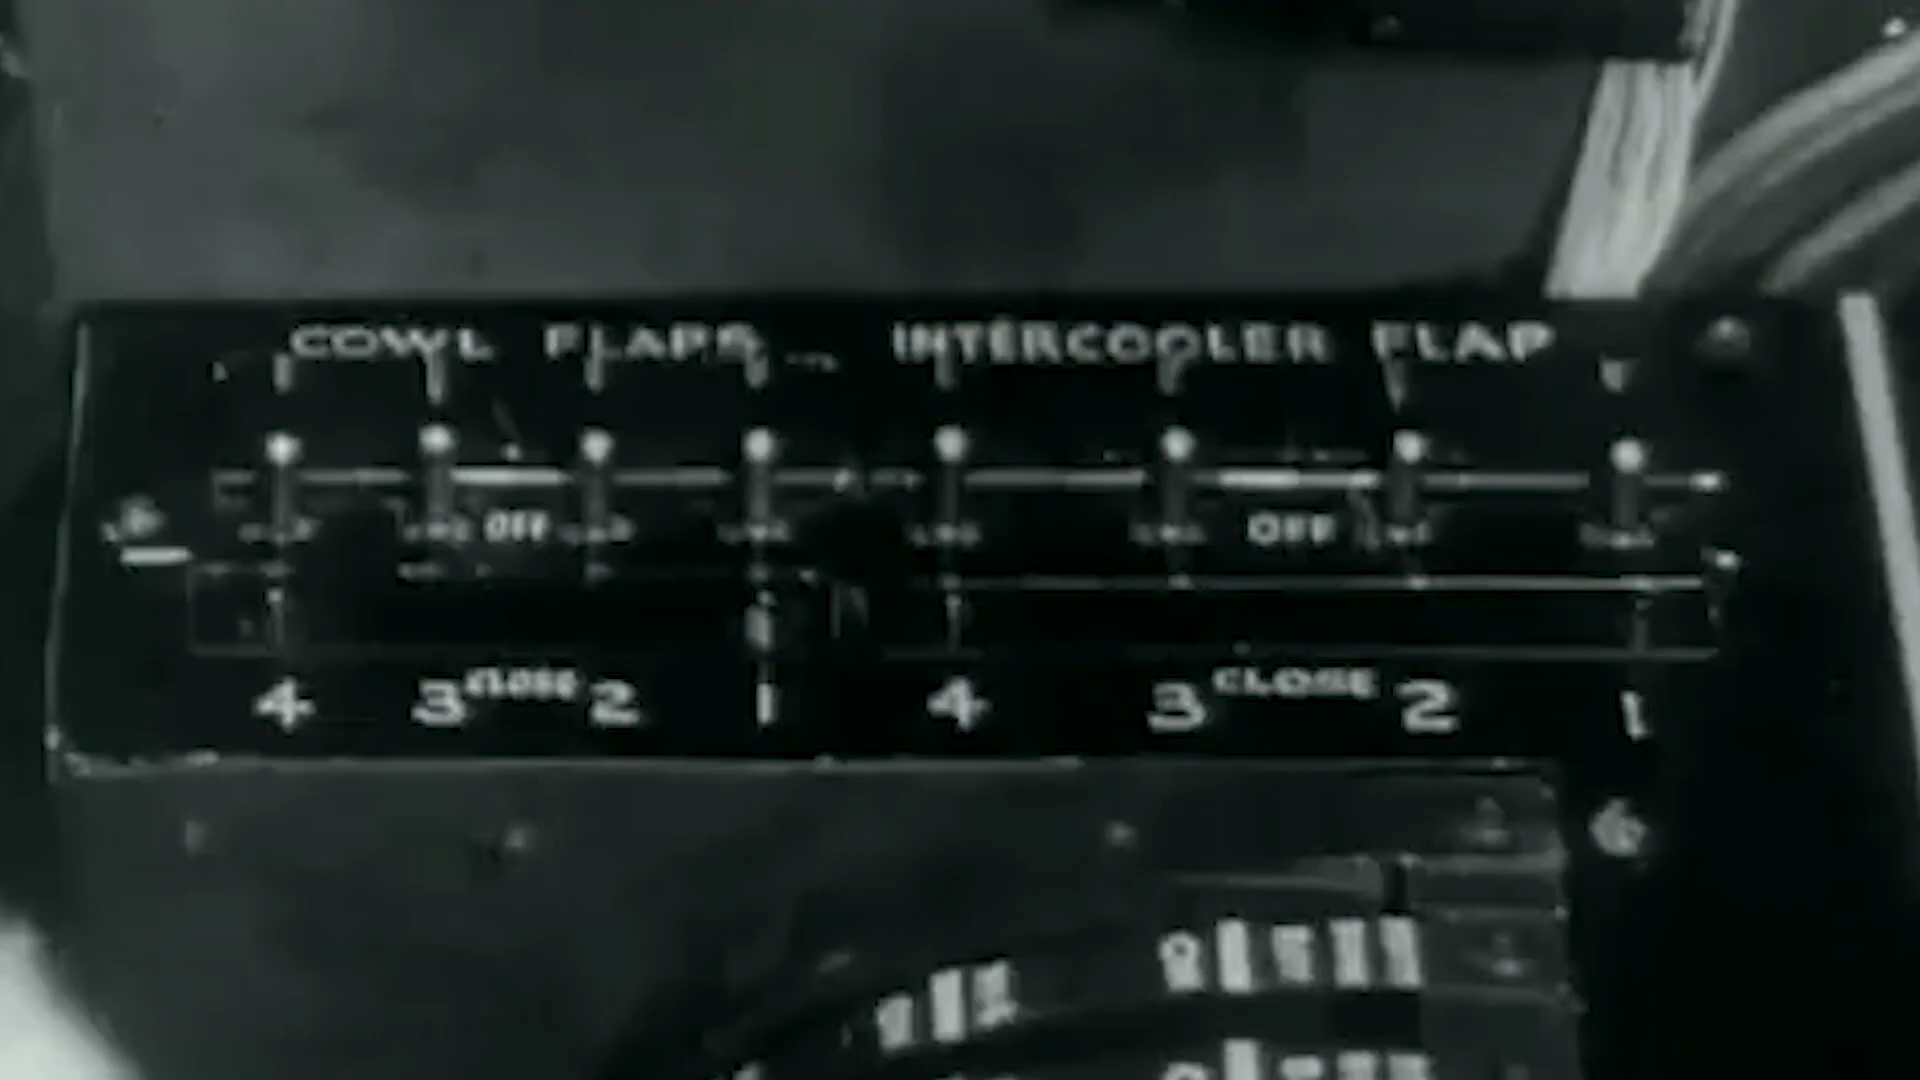 COWL FLAPS INTERCOOLER FLAP
OFF OFF
CLOSE CLOSE
4 3 2 1 4 3 2 1